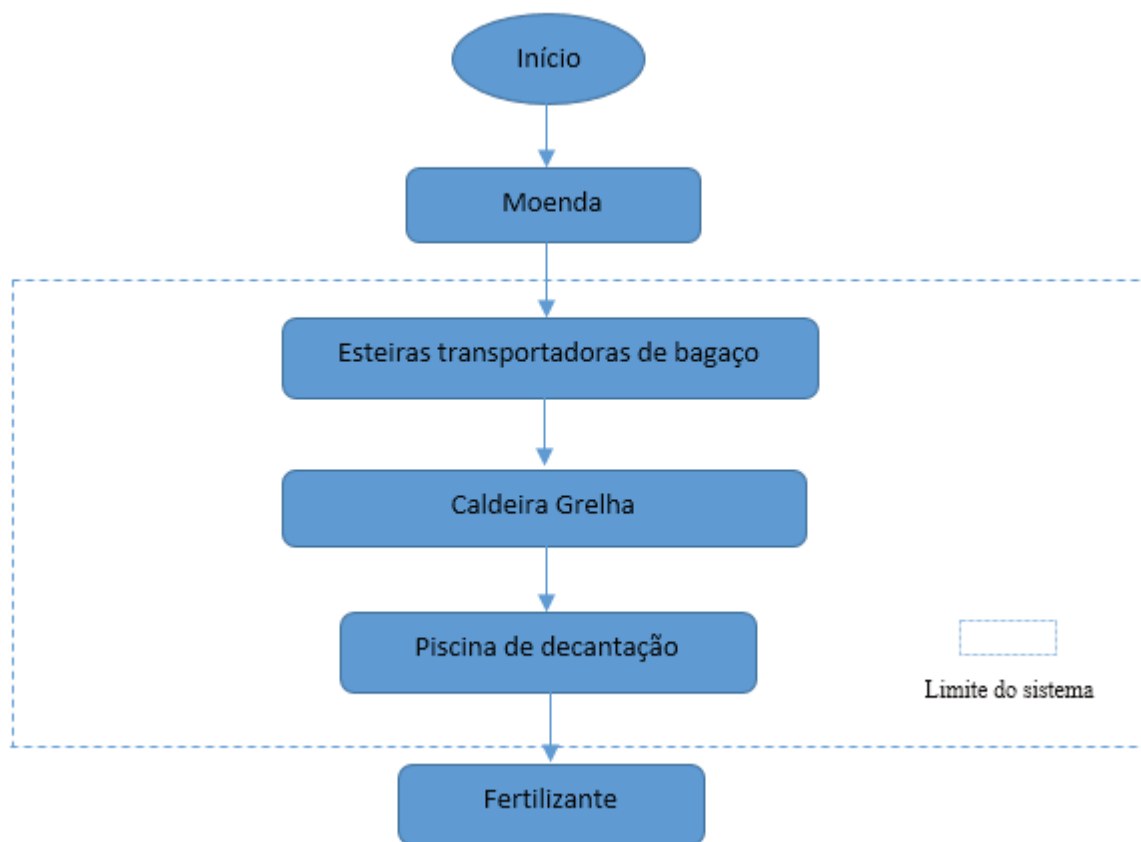 Início
Moenda
Esteiras transportadoras de bagaço
Caldeira Grelha
Piscina de decantação
Limite do sistema
Fertilizante